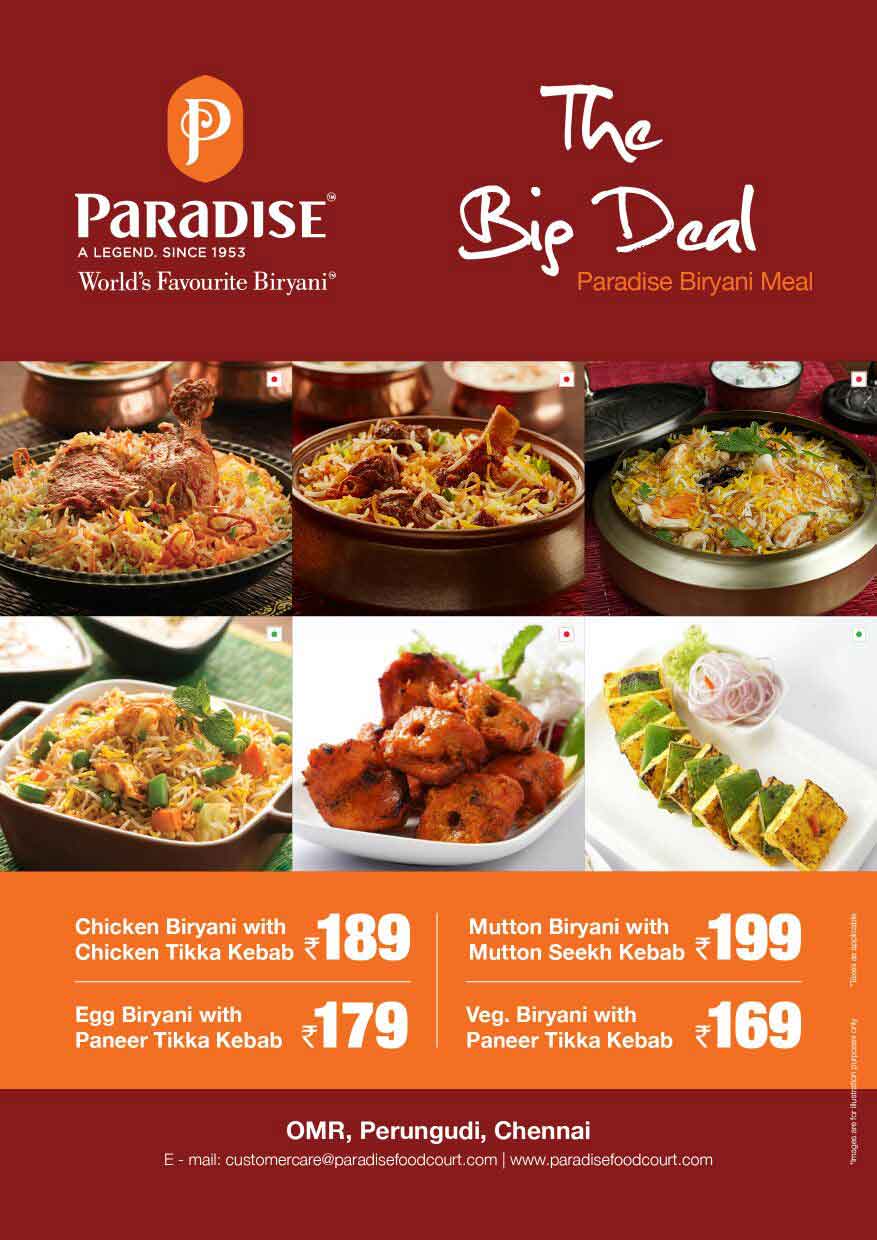 P
PARADISE™
A LEGEND. SINCE 1953
World's Favourite Biryani™
The
Big Deal
Paradise Biryani Meal
Chicken Biryani with
Chicken Tikka Kebab ₹189
Mutton Biryani with
Mutton Seekh Kebab ₹199
Egg Biryani with
Paneer Tikka Kebab ₹179
Veg. Biryani with
Paneer Tikka Kebab ₹169
*Taxes as applicable
*Images are for illustration purposes only
OMR, Perungudi, Chennai
E - mail: customercare@paradisefoodcourt.com | www.paradisefoodcourt.com